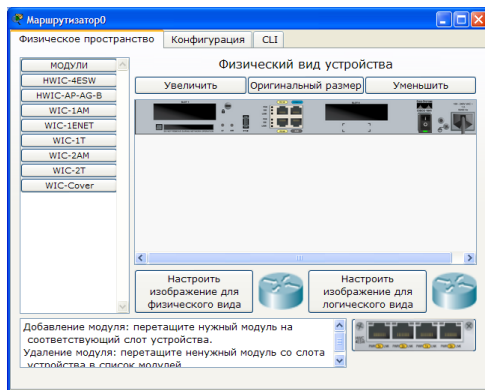 Маршрутизатор0
Физическое пространство
Конфигурация
CLI
МОДУЛИ
HWIC-4ESW
HWIC-AP-AG-B
WIC-1AM
WIC-1ENET
WIC-1T
WIC-2AM
WIC-2T
WIC-Cover
Физический вид устройства
Увеличить
Оригинальный размер
Уменьшить
Настроить
изображение для
физического вида
Настроить
изображение для
логического вида
Добавление модуля: перетащите нужный модуль на
соответствующий слот устройства.
Удаление модуля: перетащите ненужный модуль со слота
устройства в список модулей